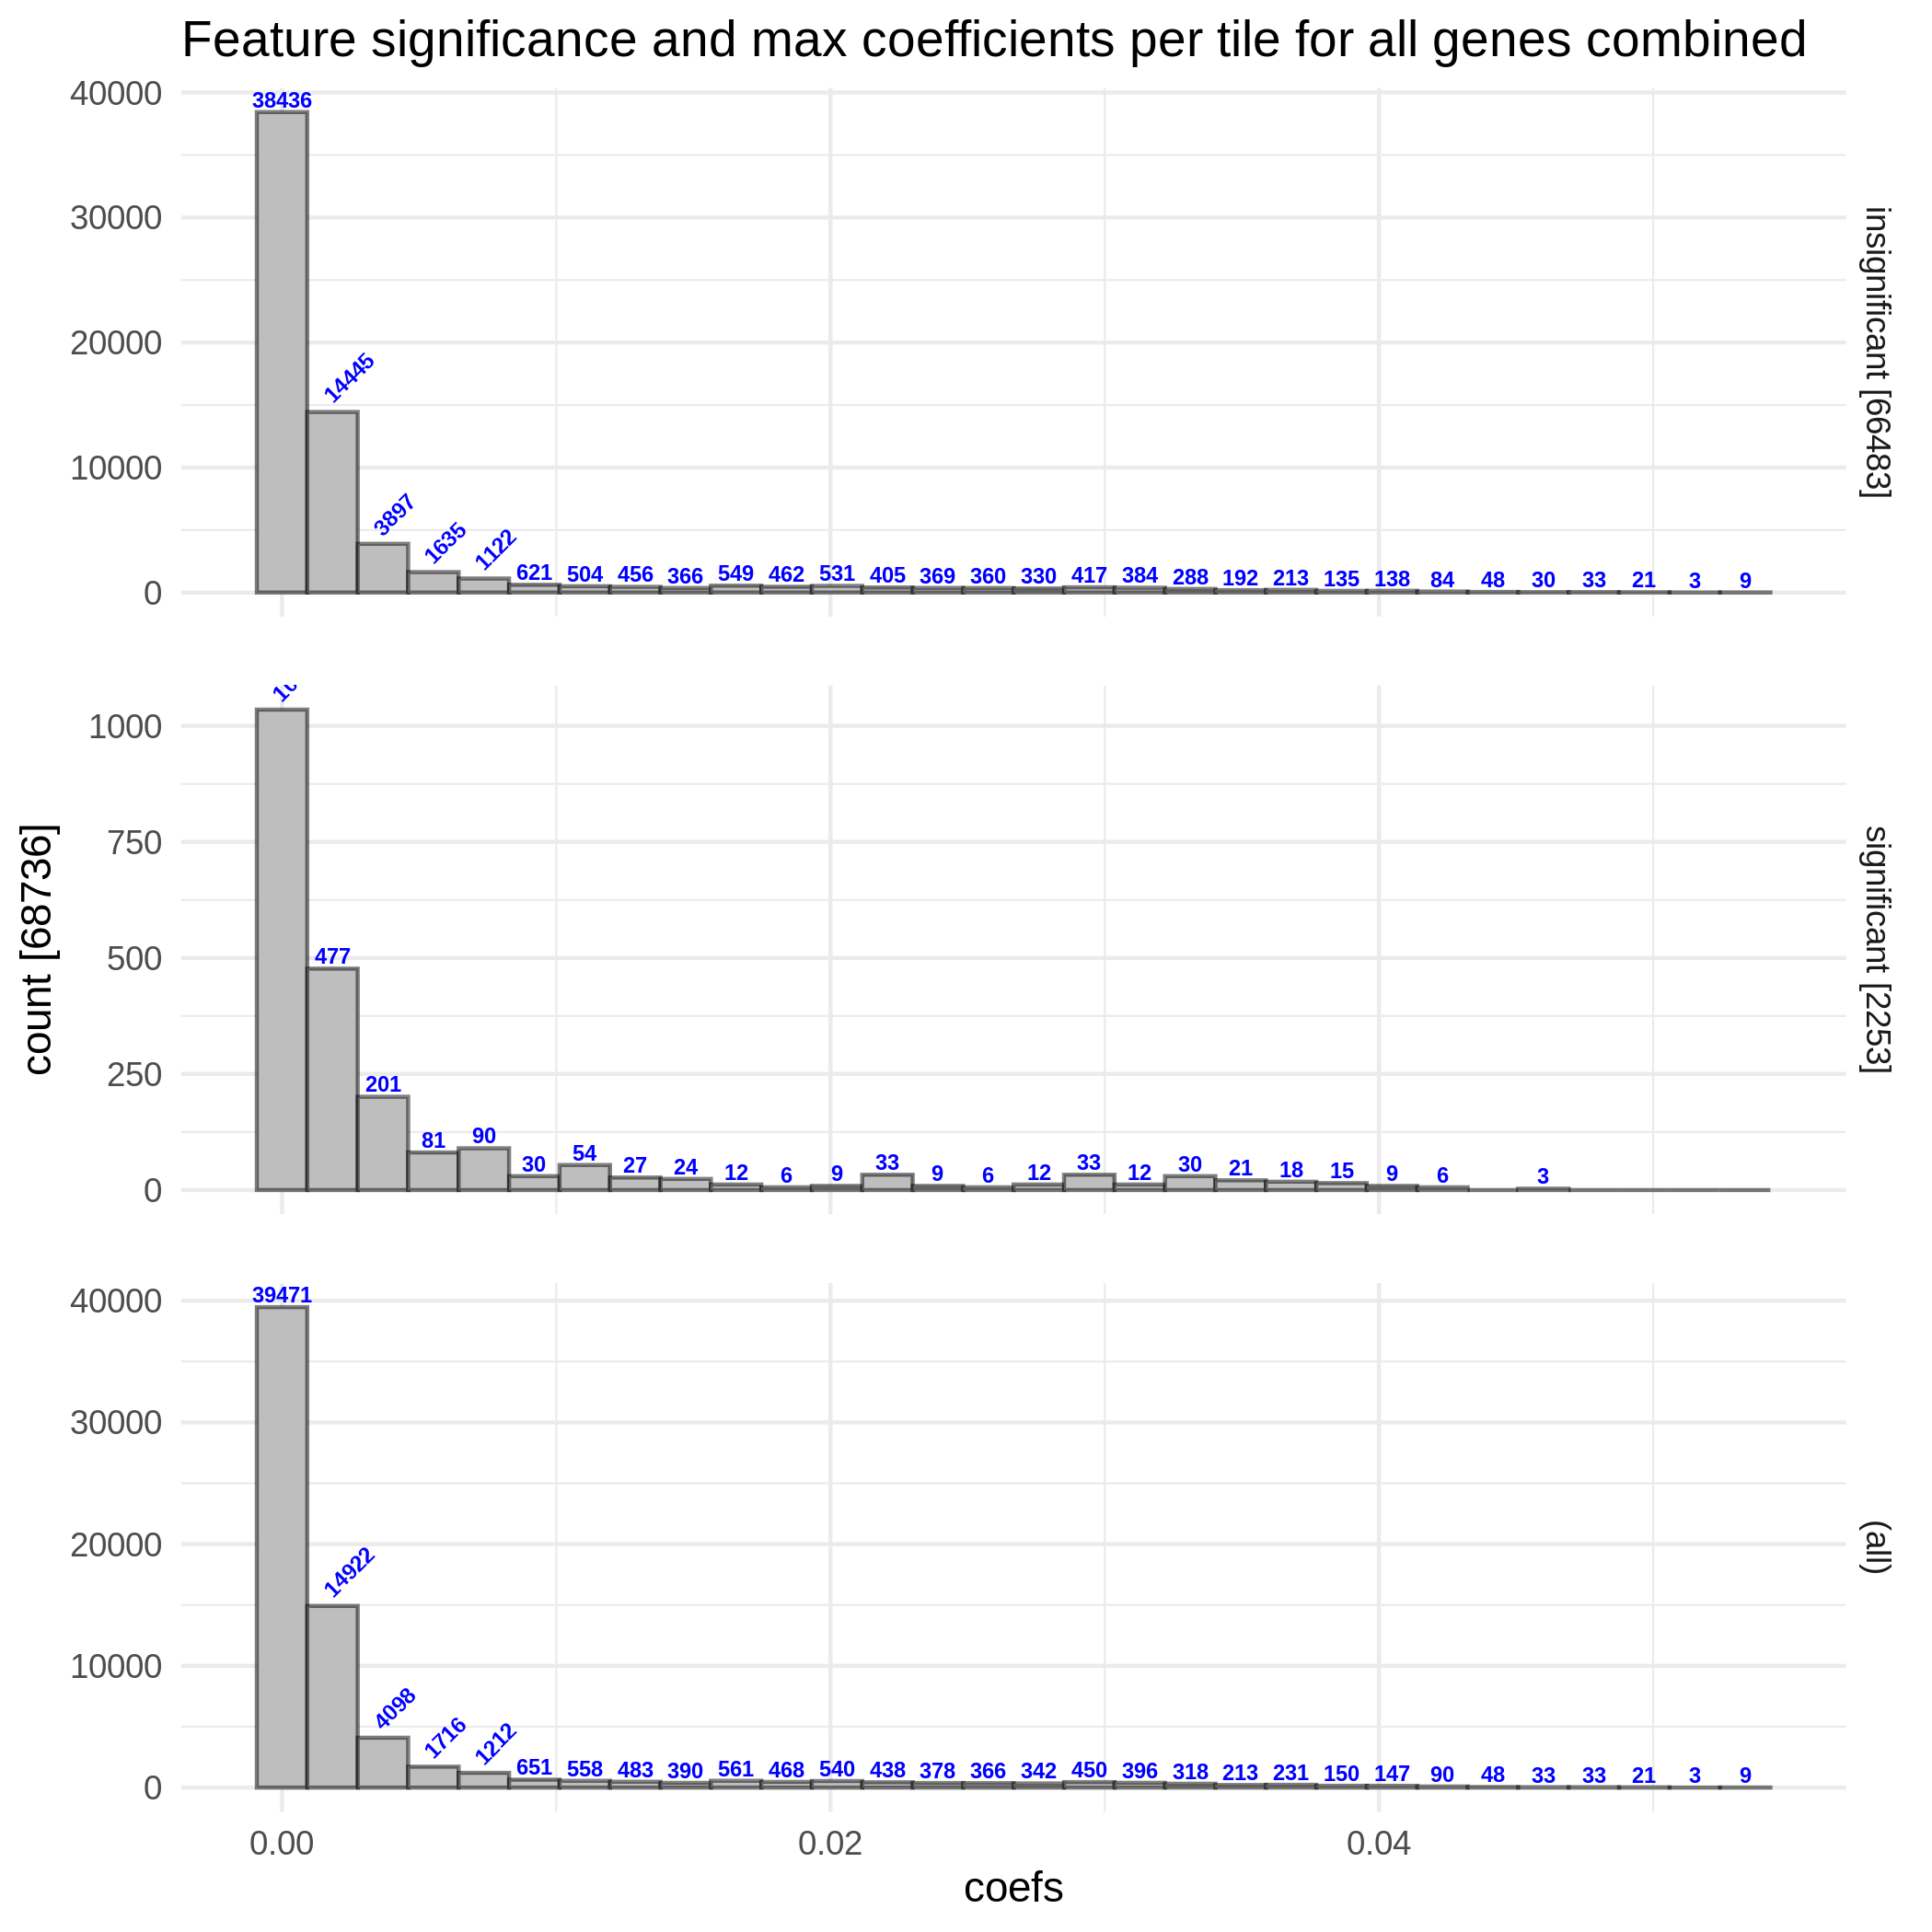 Feature significance and max coefficients per tile for all genes combined
count [68736]
40000
30000
20000
10000
0
38436
14445
3897
1635
1122
621 504 456 366 549 462 531 405 369 360 330 417 384 288 192 213 135 138 84 48 30 33 21 3 9
insignificant [66483]
1000
750
500
250
0
477
201
81 90 30 54 27 24 12 6 9 33 9 6 12 33 12 30 21 18 15 9 6 3
significant [2253]
40000
30000
20000
10000
0
39471
14922
4098
1716
1212
651 558 483 390 561 468 540 438 378 366 342 450 396 318 213 231 150 147 90 48 33 33 21 3 9
(all)
0.00 0.02 0.04
coefs